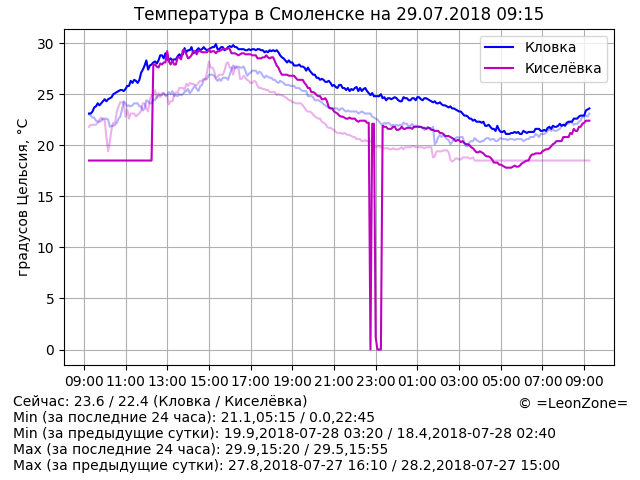 Температура в Смоленске на 29.07.2018 09:15
Кловка
Киселёвка
градусов Цельсия, °C
30
25
20
15
10
5
0
09:00 11:00 13:00 15:00 17:00 19:00 21:00 23:00 01:00 03:00 05:00 07:00 09:00
Сейчас: 23.6 / 22.4 (Кловка / Киселёвка)
© =LeonZone=
Min (за последние 24 часа): 21.1,05:15 / 0.0,22:45
Min (за предыдущие сутки): 19.9,2018-07-28 03:20 / 18.4,2018-07-28 02:40
Max (за последние 24 часа): 29.9,15:20 / 29.5,15:55
Max (за предыдущие сутки): 27.8,2018-07-27 16:10 / 28.2,2018-07-27 15:00